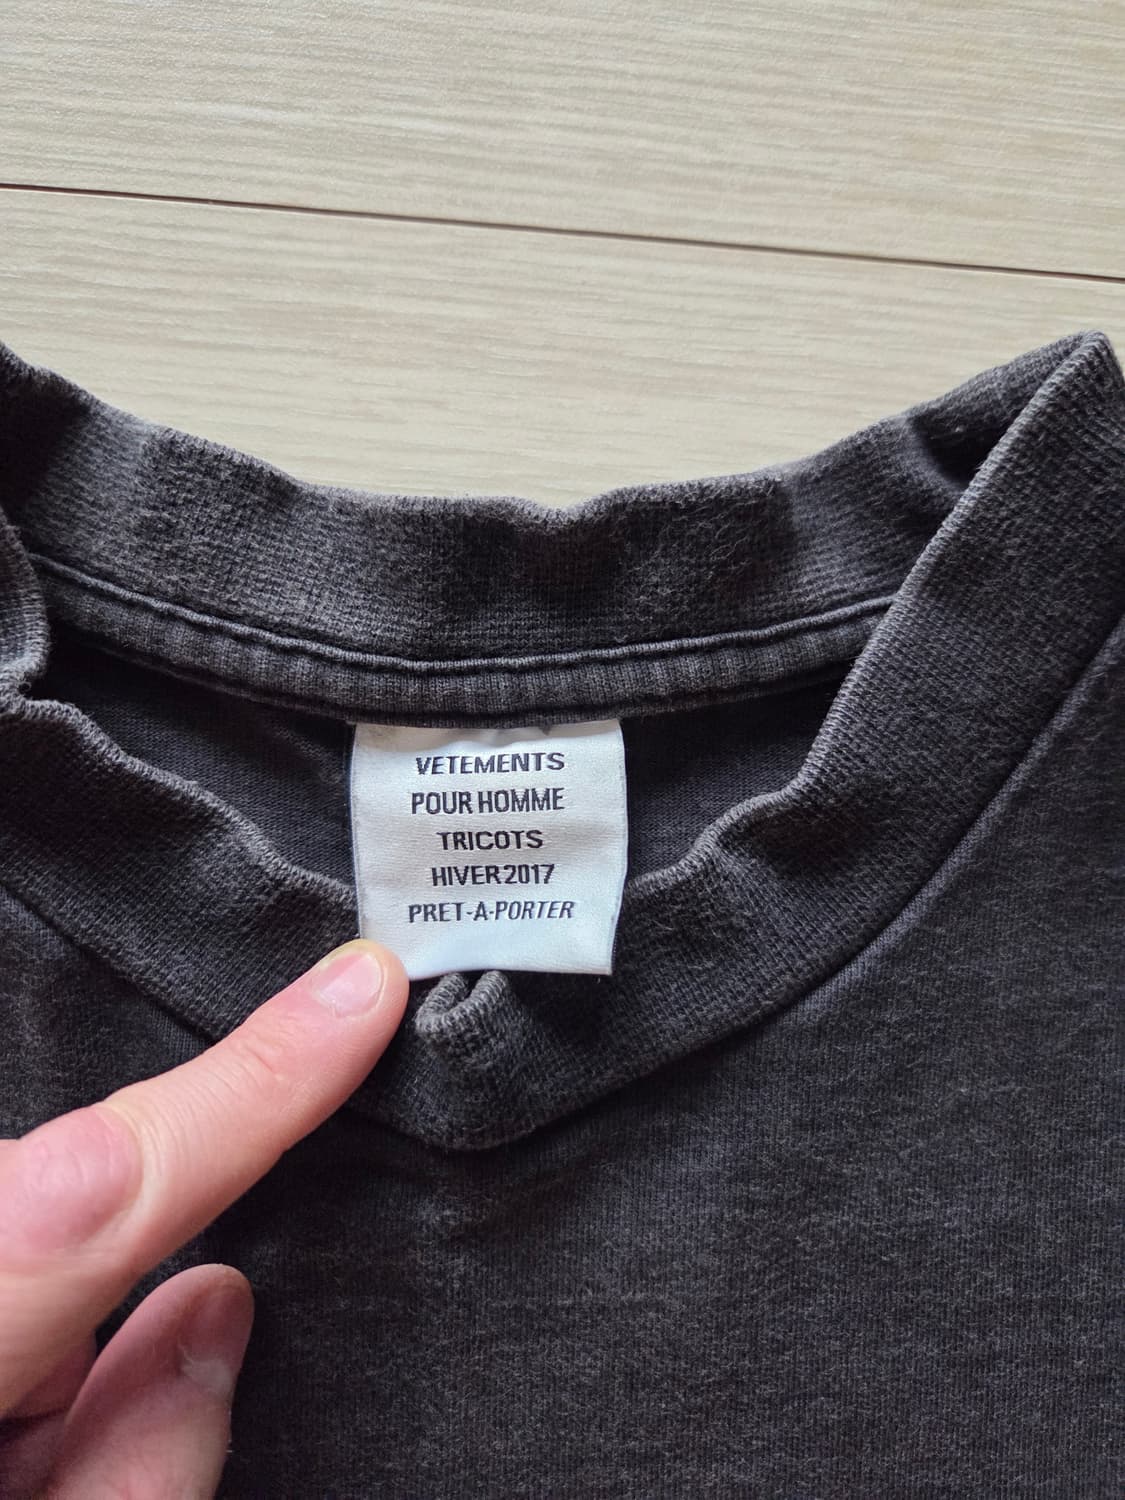 VETEMENTS
POUR HOMME
TRICOTS
HIVER 2017
PRET-A-PORTER